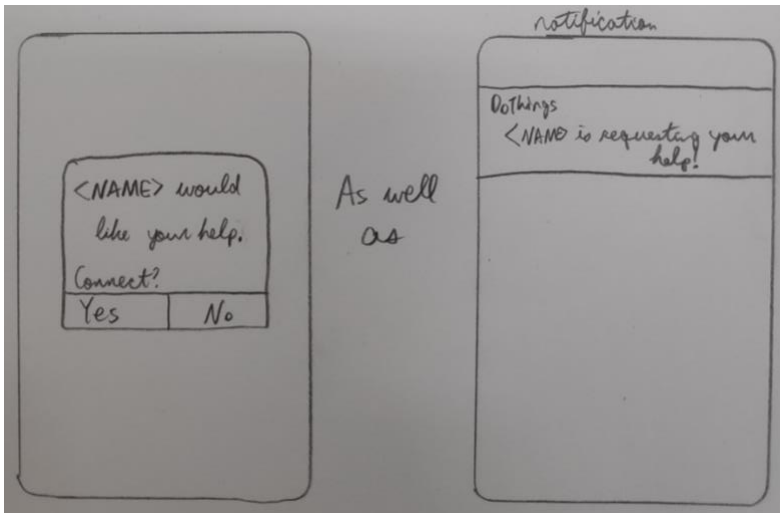 <NAME> would
like your help.
Connect?
Yes No
As well
as
notification
DoThings
<NAME> is requesting your
help!